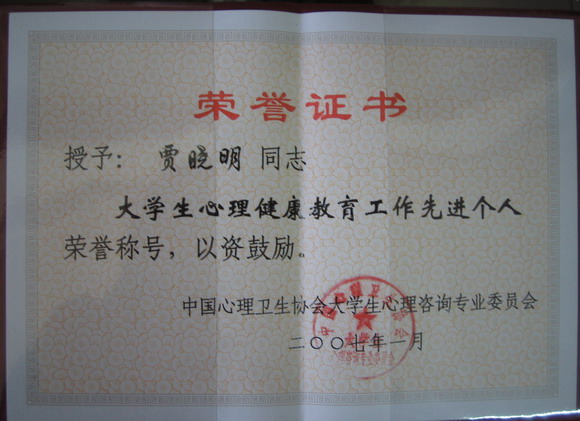 荣誉证书
授予： 贾晓明 同志
大学生心理健康教育工作先进个人
荣誉称号，以资鼓励。
中国心理卫生协会大学生心理咨询专业委员会
二〇〇七年一月